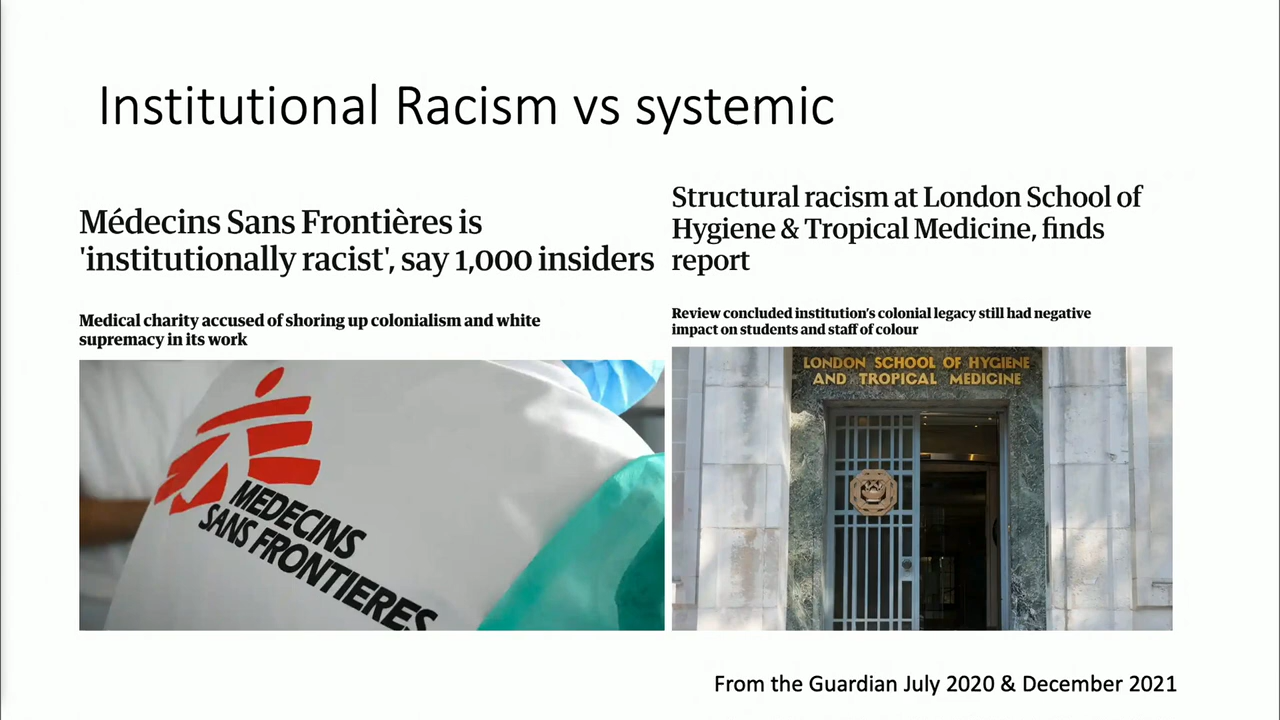 Institutional Racism vs systemic
Médecins Sans Frontières is
'institutionally racist', say 1,000 insiders
Medical charity accused of shoring up colonialism and white
supremacy in its work
MEDECINS
SANS FRONTIERES
Structural racism at London School of
Hygiene & Tropical Medicine, finds
report
Review concluded institution's colonial legacy still had negative
impact on students and staff of colour
LONDON SCHOOL OF HYGIENE
AND TROPICAL MEDICINE
From the Guardian July 2020 & December 2021